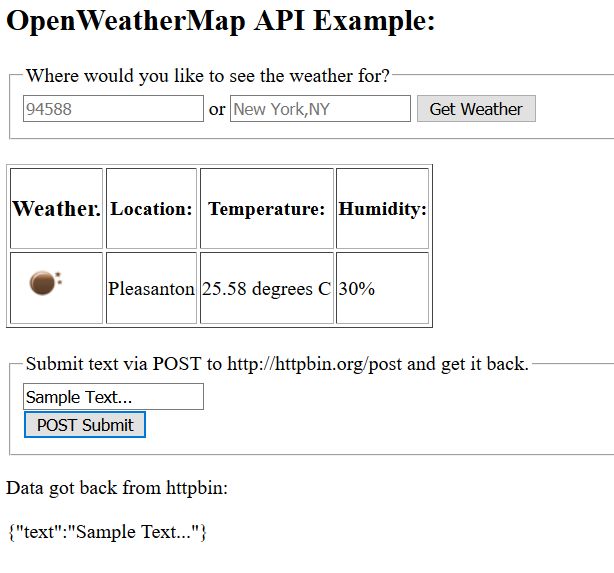 OpenWeatherMap API Example:
Where would you like to see the weather for?
94588 or New York,NY Get Weather
Weather. Location: Temperature: Humidity:
Pleasanton 25.58 degrees C 30%
Submit text via POST to http://httpbin.org/post and get it back.
Sample Text...
POST Submit
Data got back from httpbin:
{"text":"Sample Text..."}